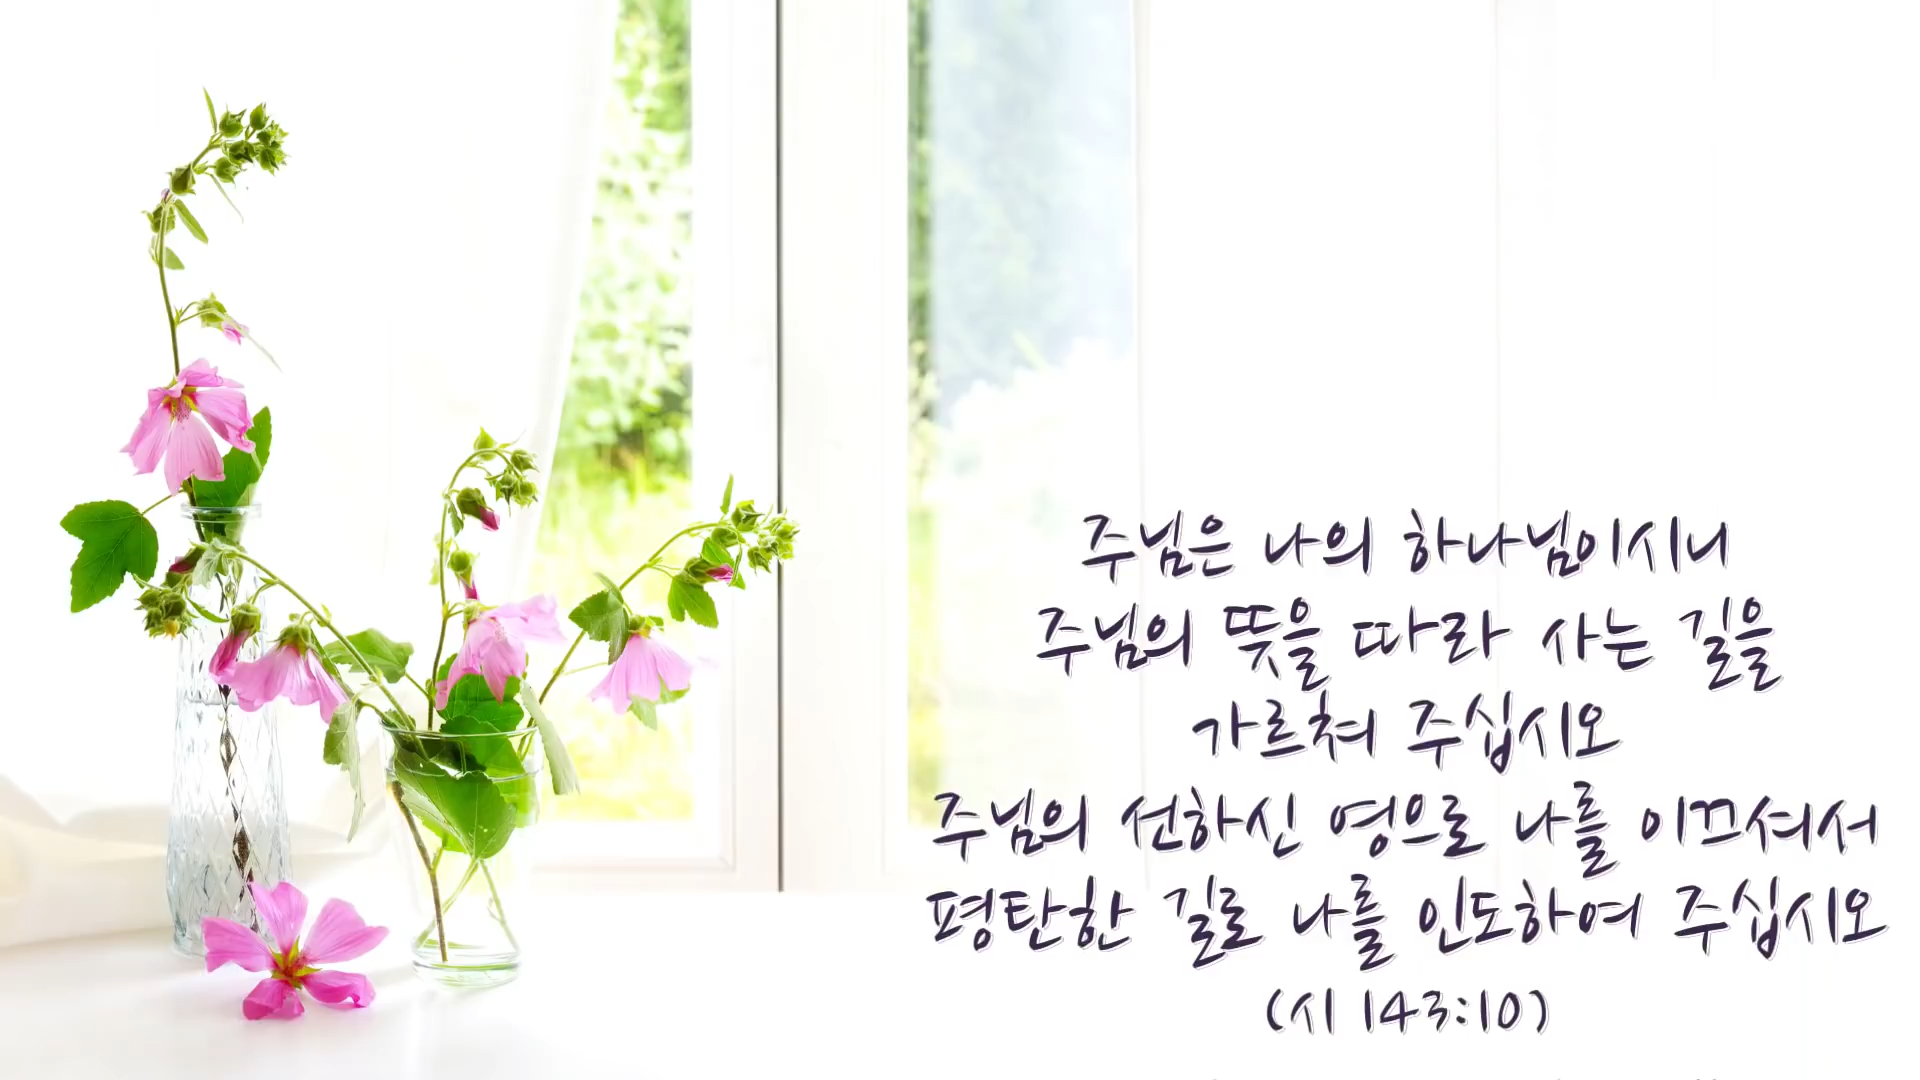 주님은 나의 하나님이시니
주님의 뜻을 따라 사는 길을
가르쳐 주십시오
주님의 선하신 영으로 나를 이끄셔서
평탄한 길로 나를 인도하여 주십시오
(시 143:10)